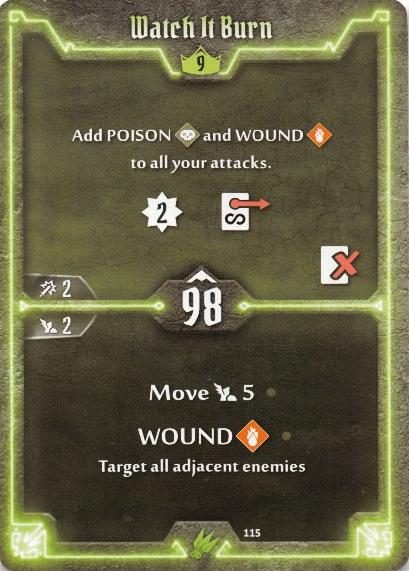 Watch It Burn
9
Add POISON and WOUND
to all your attacks.
2
2
98
2
Move 5
WOUND
Target all adjacent enemies
115